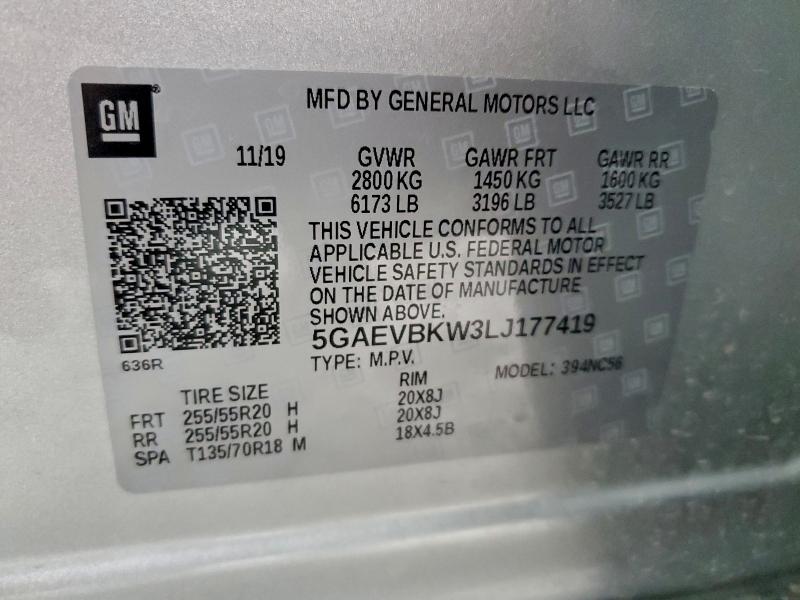 GM
MFD BY GENERAL MOTORS LLC
11/19 GVWR GAWR FRT GAWR RR
2800 KG 1450 KG 1600 KG
6173 LB 3196 LB 3527 LB
THIS VEHICLE CONFORMS TO ALL
APPLICABLE U.S. FEDERAL MOTOR
VEHICLE SAFETY STANDARDS IN EFFECT
ON THE DATE OF MANUFACTURE
SHOWN ABOVE.
5GAEVBKW3LJ177419
636R
TYPE: M.P.V. MODEL: 394NC56
TIRE SIZE RIM
FRT 255/55R20 H 20X8J
RR 255/55R20 H 20X8J
SPA T135/70R18 M 18X4.5B